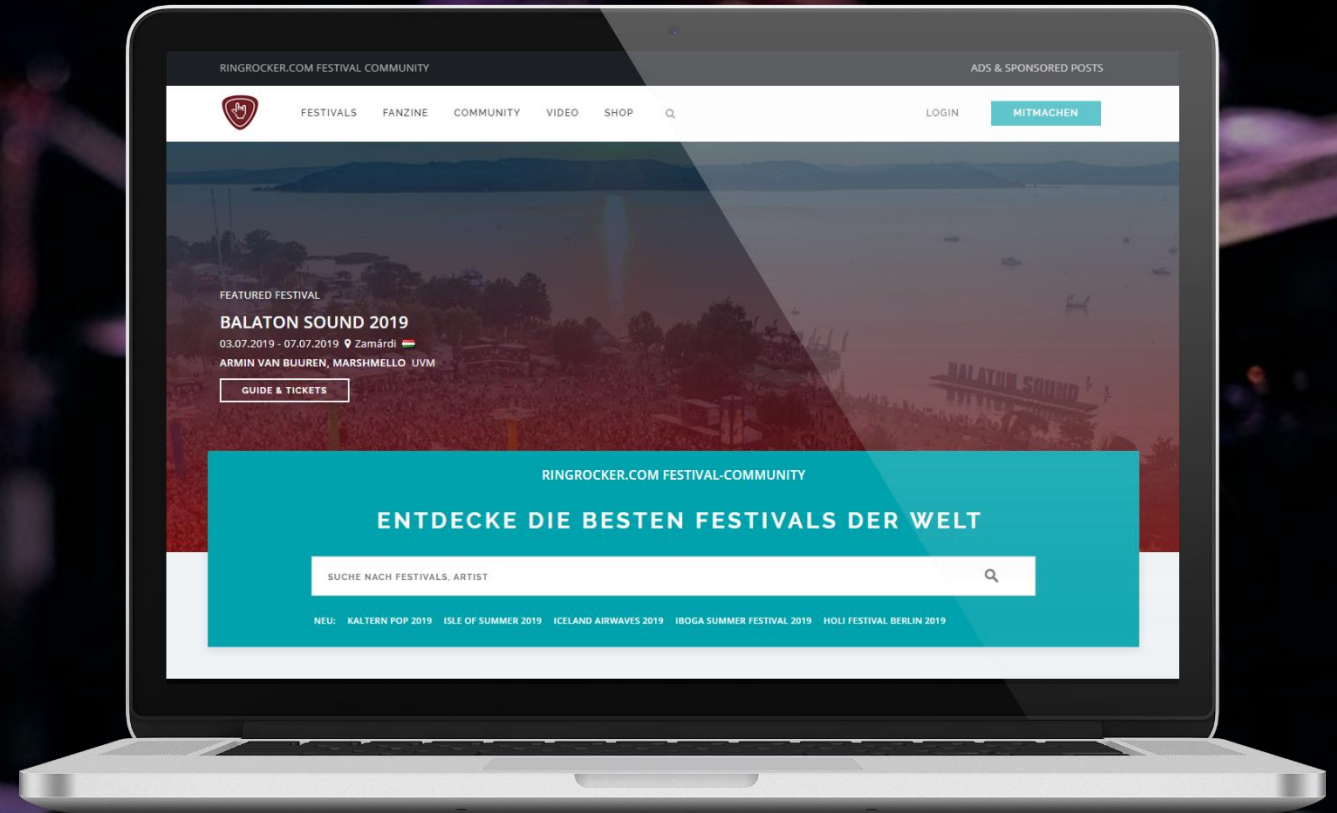 RINGROCKER.COM FESTIVAL COMMUNITY ADS & SPONSORED POSTS
FESTIVALS FANZINE COMMUNITY VIDEO SHOP LOGIN MITMACHEN
FEATURED FESTIVAL
BALATON SOUND 2019
03.07.2019 - 07.07.2019 Zamárdi
ARMIN VAN BUUREN, MARSHMELLO UVM
BALATON SOUND
GUIDE & TICKETS
RINGROCKER.COM FESTIVAL-COMMUNITY
ENTDECKE DIE BESTEN FESTIVALS DER WELT
SUCHE NACH FESTIVALS, ARTIST
NEU: KALTERN POP 2019 ISLE OF SUMMER 2019 ICELAND AIRWAVES 2019 IBOGA SUMMER FESTIVAL 2019 HOLI FESTIVAL BERLIN 2019